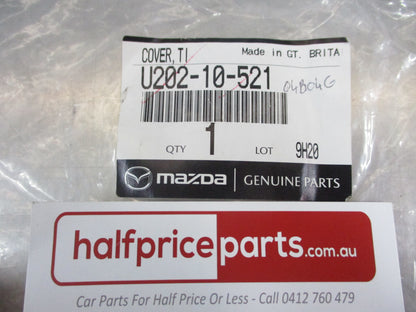 COVER, TI Made in GT. BRITA
U202-10-521 04B04G
QTY 1 LOT 9H20
mazda GENUINE PARTS
halfpriceparts.com.au
Car Parts For Half Price Or Less - Call 0412 760 479